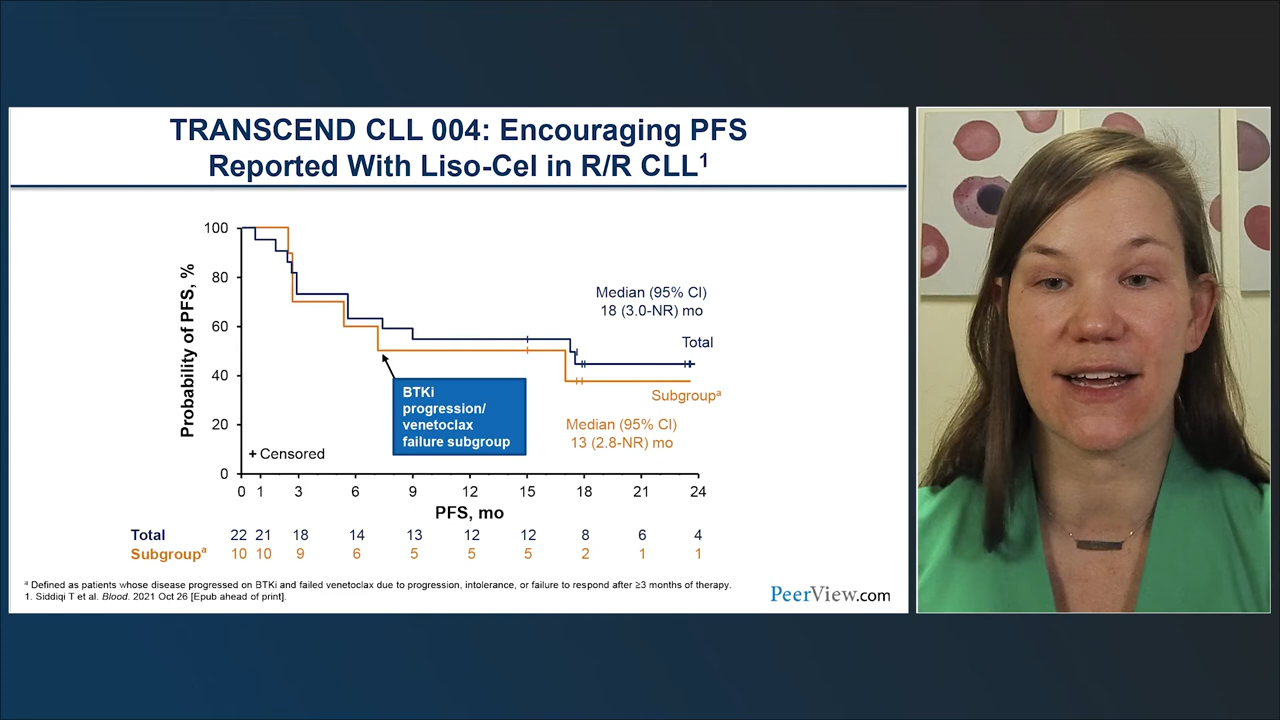 TRANSCEND CLL 004: Encouraging PFS
Reported With Liso-Cel in R/R CLL1
Probability of PFS, %
100
80
60
40
20
0
Median (95% CI)
18 (3.0-NR) mo
Total
Subgroupa
Median (95% CI)
13 (2.8-NR) mo
BTKi
progression/
venetoclax
failure subgroup
+ Censored
0 1 3 6 9 12 15 18 21 24
PFS, mo
Total 22 21 18 14 13 12 12 8 6 4
Subgroupa 10 10 9 6 5 5 5 2 1 1
a Defined as patients whose disease progressed on BTKi and failed venetoclax due to progression, intolerance, or failure to respond after ≥3 months of therapy.
1. Siddiqi T et al. Blood. 2021 Oct 26 [Epub ahead of print].
PeerView.com